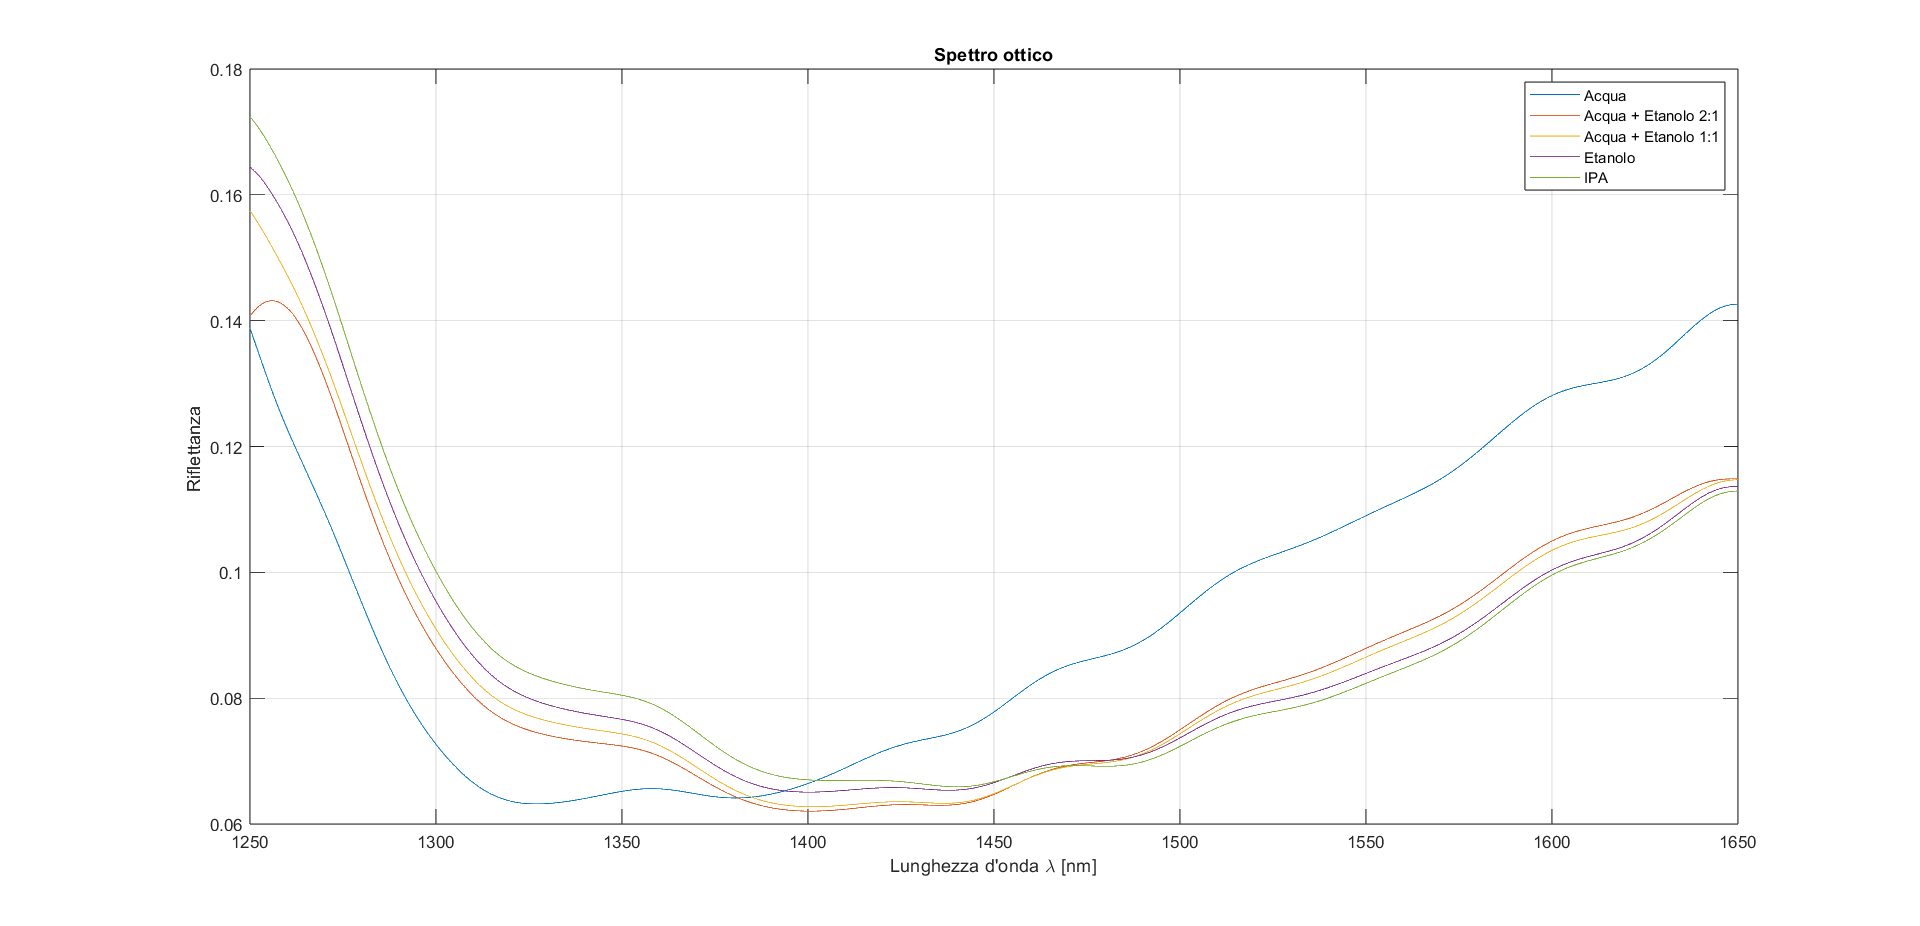 Spettro ottico
0.18
0.16
0.14
0.12
0.1
0.08
0.06
Riflettanza
Acqua
Acqua + Etanolo 2:1
Acqua + Etanolo 1:1
Etanolo
IPA
1250 1300 1350 1400 1450 1500 1550 1600 1650
Lunghezza d'onda λ [nm]